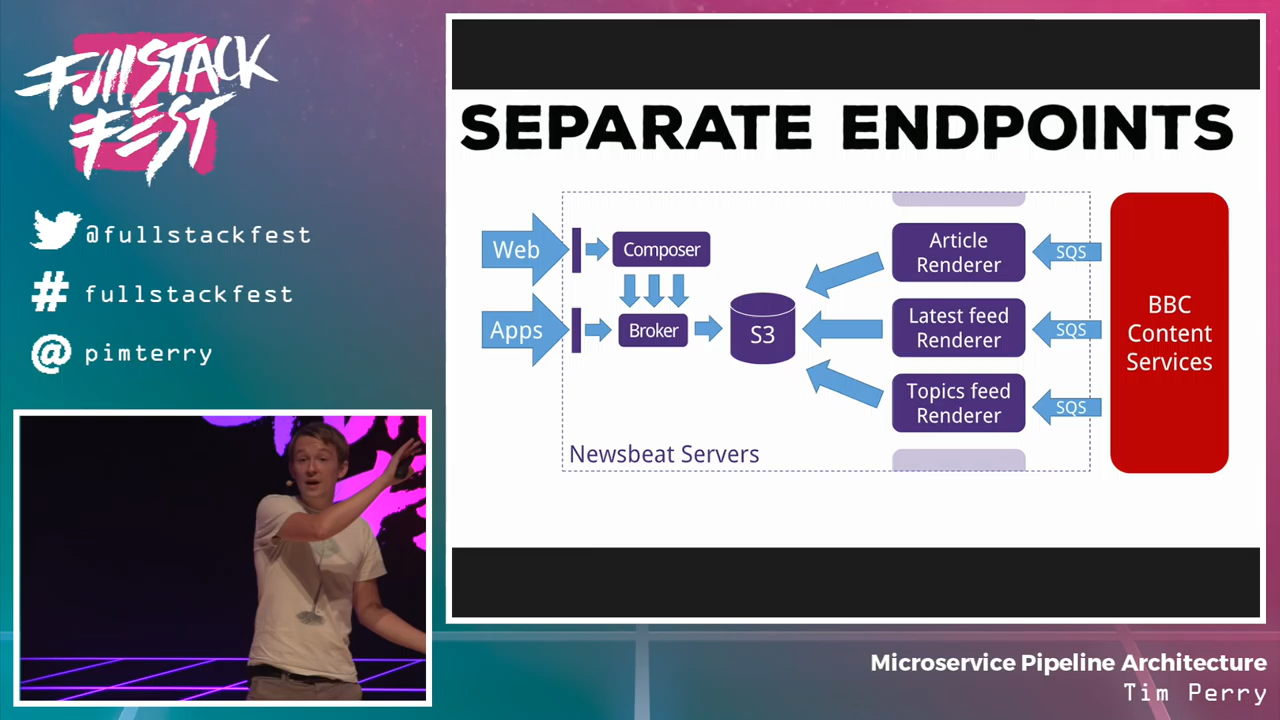 FullSTACK
FEST
@fullstackfest
# fullstackfest
@ pimterry
SEPARATE ENDPOINTS
Web
Composer
Apps
Broker
S3
Article
Renderer
SQS
Latest feed
Renderer
SQS
Topics feed
Renderer
SQS
BBC
Content
Services
Newsbeat Servers
Microservice Pipeline Architecture
Tim Perry